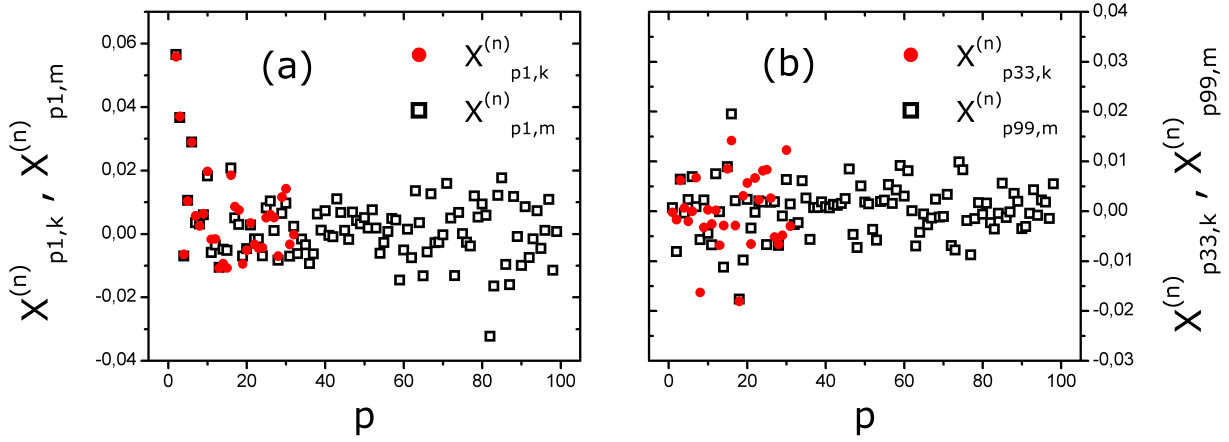 X(n)p1,k , X(n)p1,m
0,06
0,04
0,02
0,00
-0,02
-0,04
(a)
X(n)p1,k
X(n)p1,m
0 20 40 60 80 100
p
(b)
X(n)p33,k
X(n)p99,m
0 20 40 60 80 100
p
0,04
0,03
0,02
0,01
0,00
-0,01
-0,02
-0,03
X(n)p33,k , X(n)p99,m